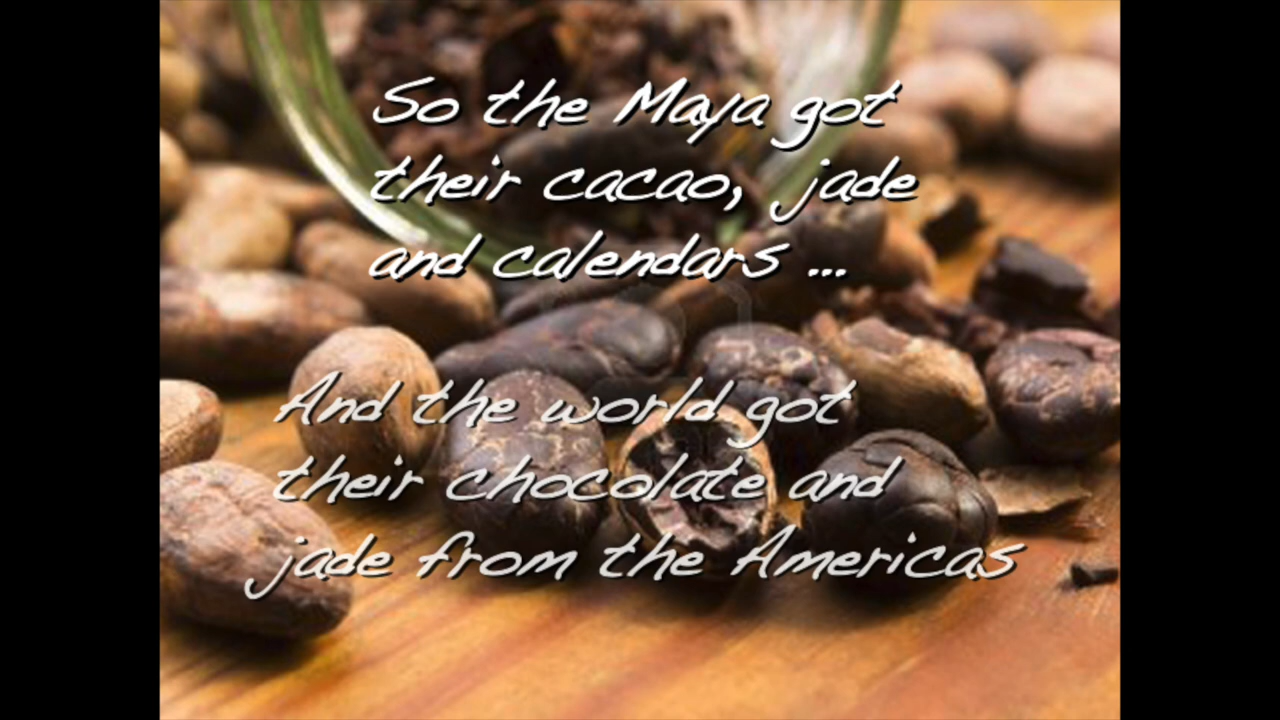 So the Maya got
their cacao, jade
and calendars ...
And the world got
their chocolate and
jade from the Americas